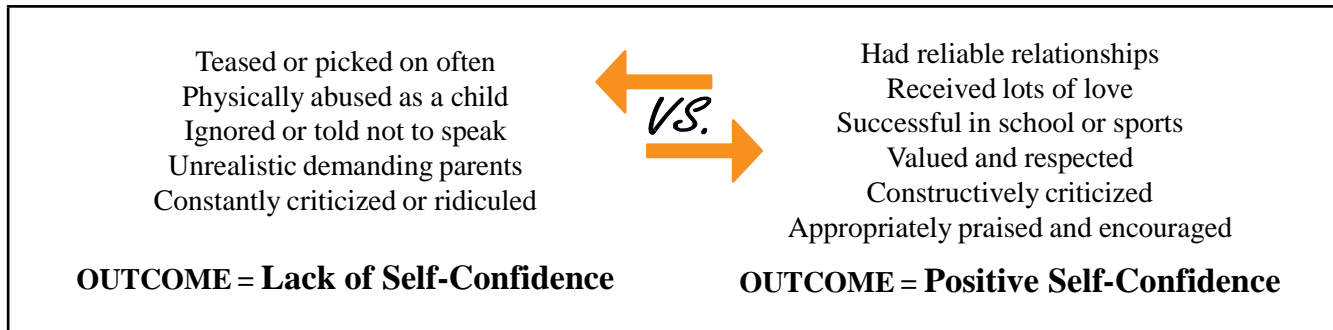 Teased or picked on often
Physically abused as a child
Ignored or told not to speak
Unrealistic demanding parents
Constantly criticized or ridiculed
OUTCOME = Lack of Self-Confidence
VS.
Had reliable relationships
Received lots of love
Successful in school or sports
Valued and respected
Constructively criticized
Appropriately praised and encouraged
OUTCOME = Positive Self-Confidence